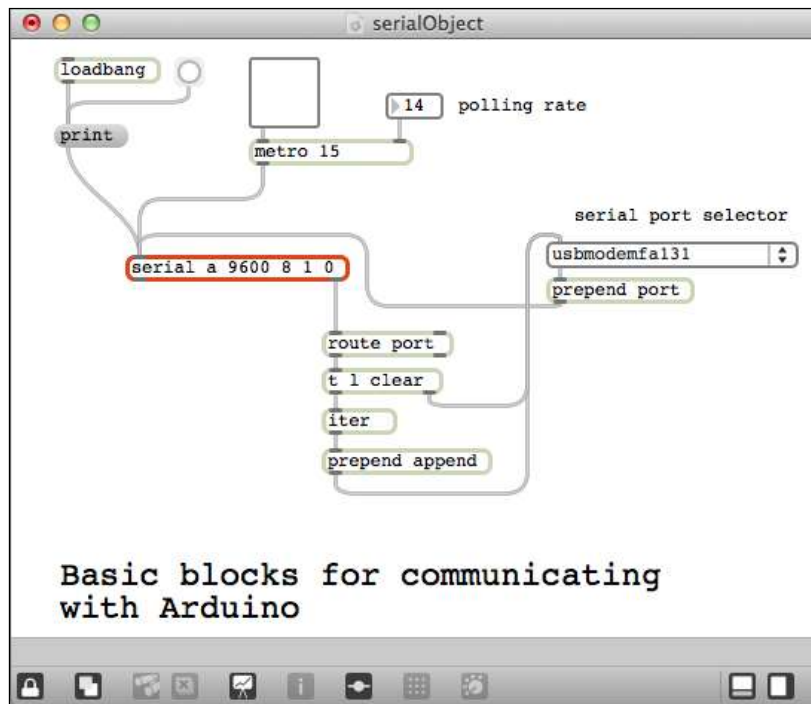 serialObject
loadbang
print
14
polling rate
metro 15
serial port selector
usbmodemfa131
serial a 9600 8 1 0
prepend port
route port
t l clear
iter
prepend append
Basic blocks for communicating
with Arduino